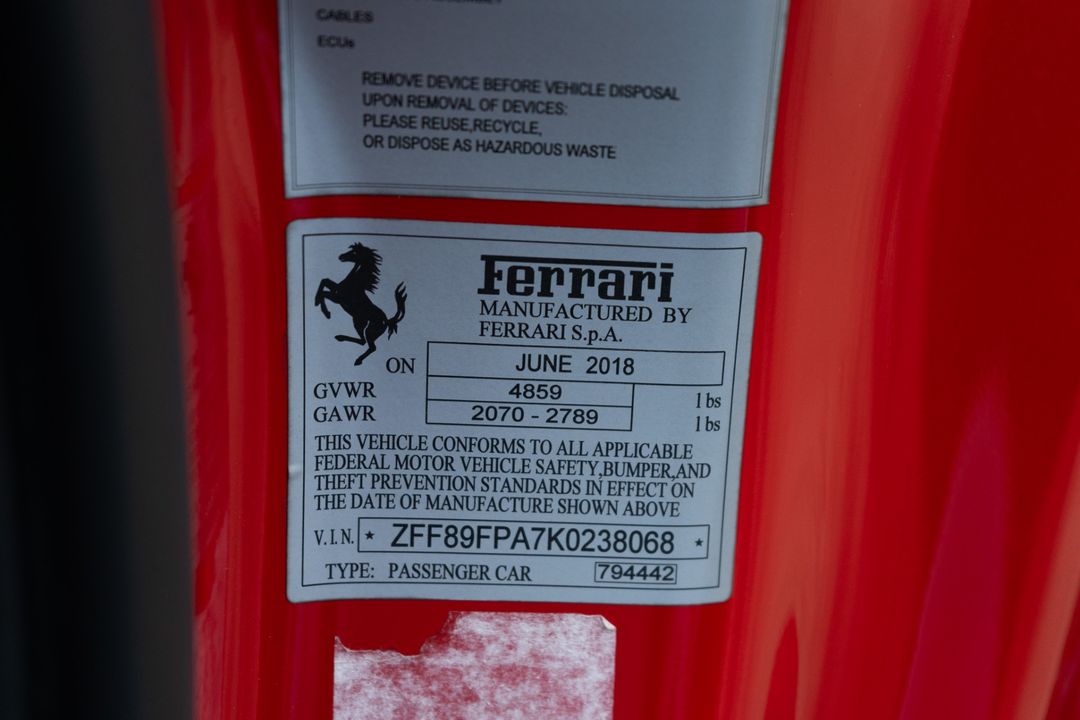 CABLES
ECUs
REMOVE DEVICE BEFORE VEHICLE DISPOSAL
UPON REMOVAL OF DEVICES:
PLEASE REUSE,RECYCLE,
OR DISPOSE AS HAZARDOUS WASTE
Ferrari
MANUFACTURED BY
FERRARI S.p.A.
ON JUNE 2018
GVWR 4859 lbs
GAWR 2070 - 2789 lbs
THIS VEHICLE CONFORMS TO ALL APPLICABLE
FEDERAL MOTOR VEHICLE SAFETY,BUMPER,AND
THEFT PREVENTION STANDARDS IN EFFECT ON
THE DATE OF MANUFACTURE SHOWN ABOVE
V.I.N. * ZFF89FPA7K0238068 *
TYPE: PASSENGER CAR 794442